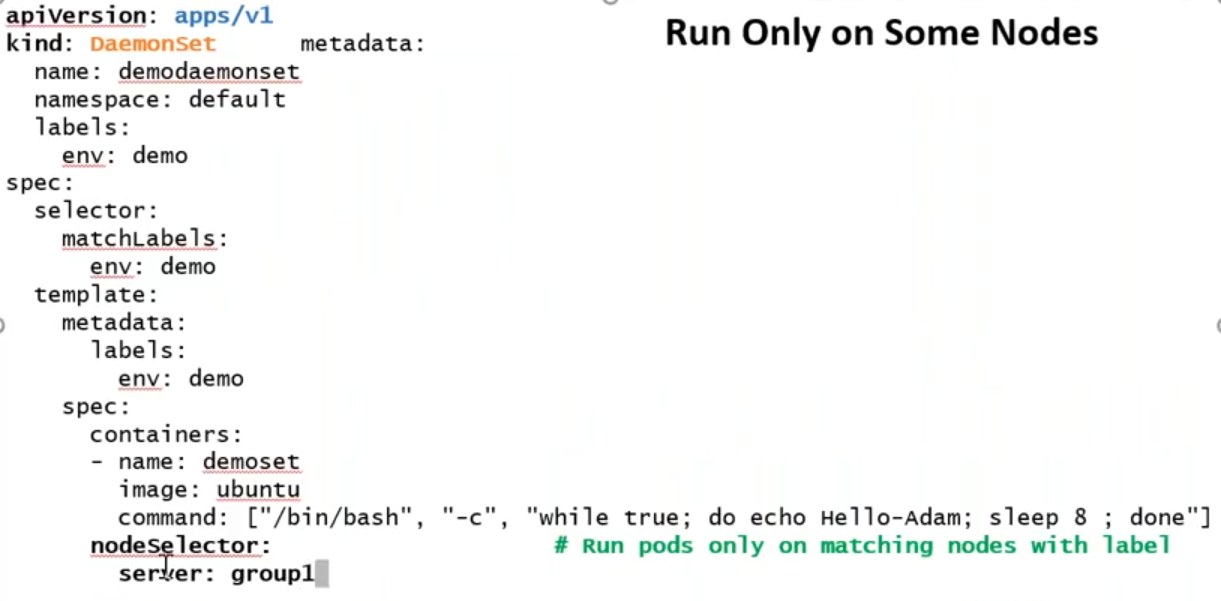 apiVersion: apps/v1
Run Only on Some Nodes
kind: DaemonSet      metadata:
  name: demodaemonset
  namespace: default
  labels:
    env: demo
spec:
  selector:
    matchLabels:
      env: demo
  template:
    metadata:
      labels:
        env: demo
    spec:
      containers:
      - name: demoset
        image: ubuntu
        command: ["/bin/bash", "-c", "while true; do echo Hello-Adam; sleep 8 ; done"]
      nodeSelector:                    # Run pods only on matching nodes with label
        server: group1